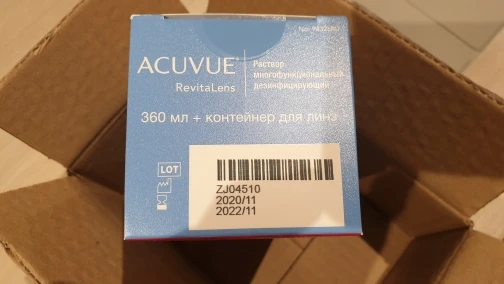 ACUVUE®
RevitaLens
Раствор
многофункциональный
дезинфицирующий
360 мл + контейнер для линз
LOT
ZJ04510
2020/11
2022/11